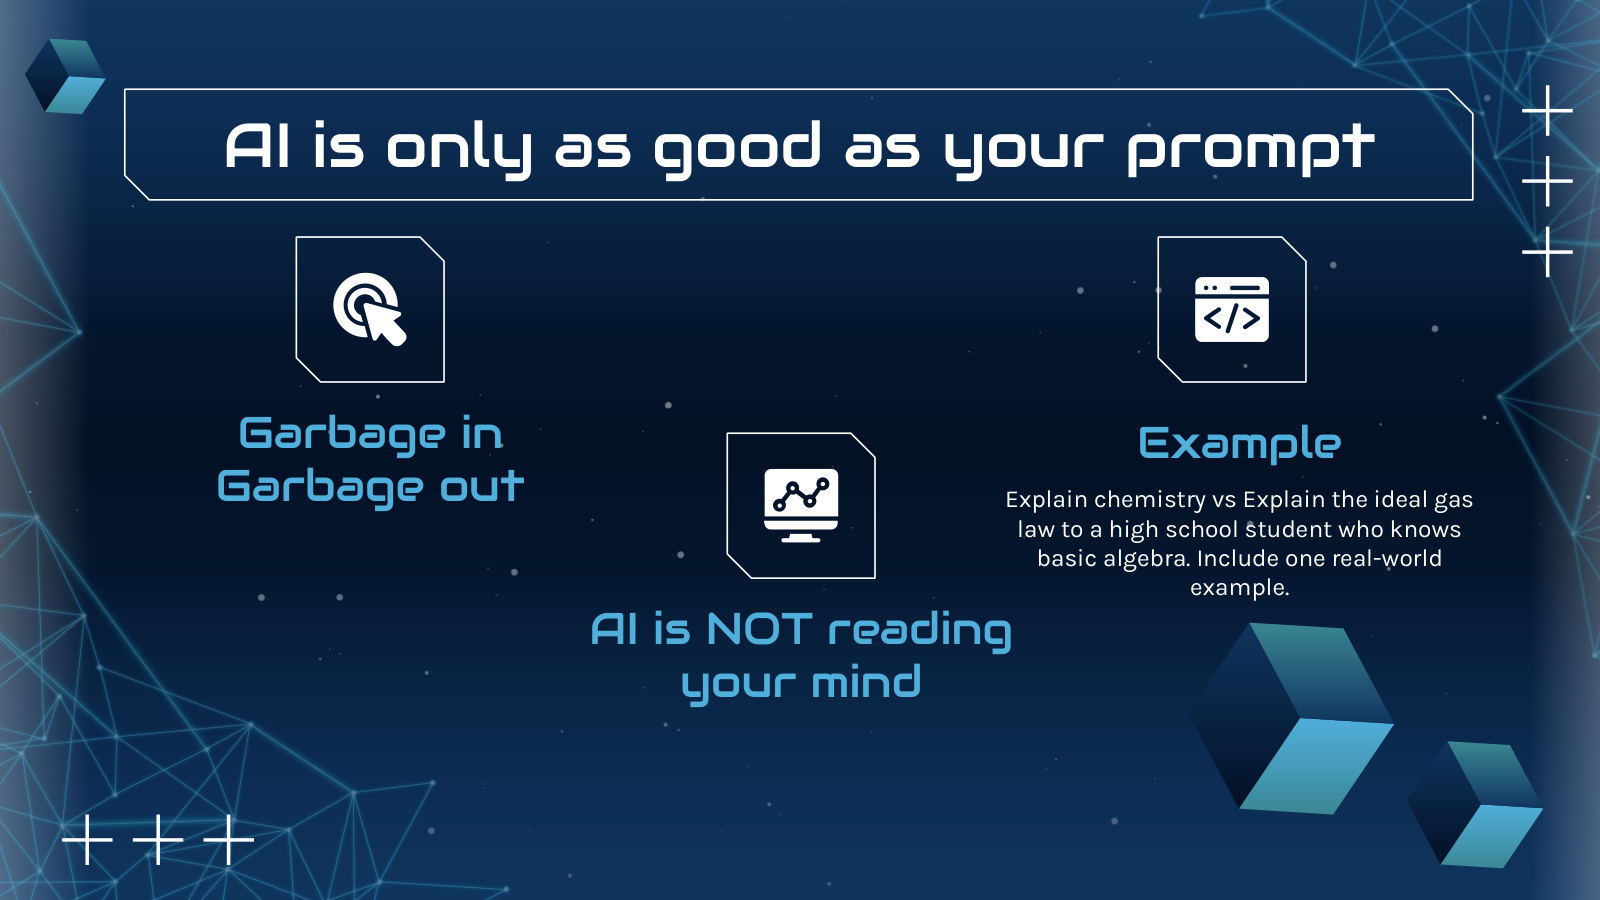 AI is only as good as your prompt
Garbage in
Garbage out
AI is NOT reading
your mind
Example
Explain chemistry vs Explain the ideal gas
law to a high school student who knows
basic algebra. Include one real-world
example.